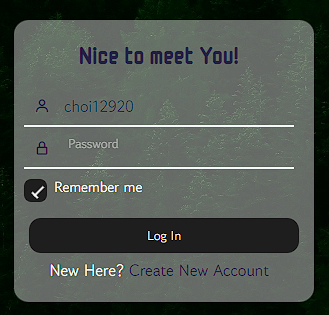 Nice to meet You!
choi12920
Password
Remember me
Log In
New Here? Create New Account